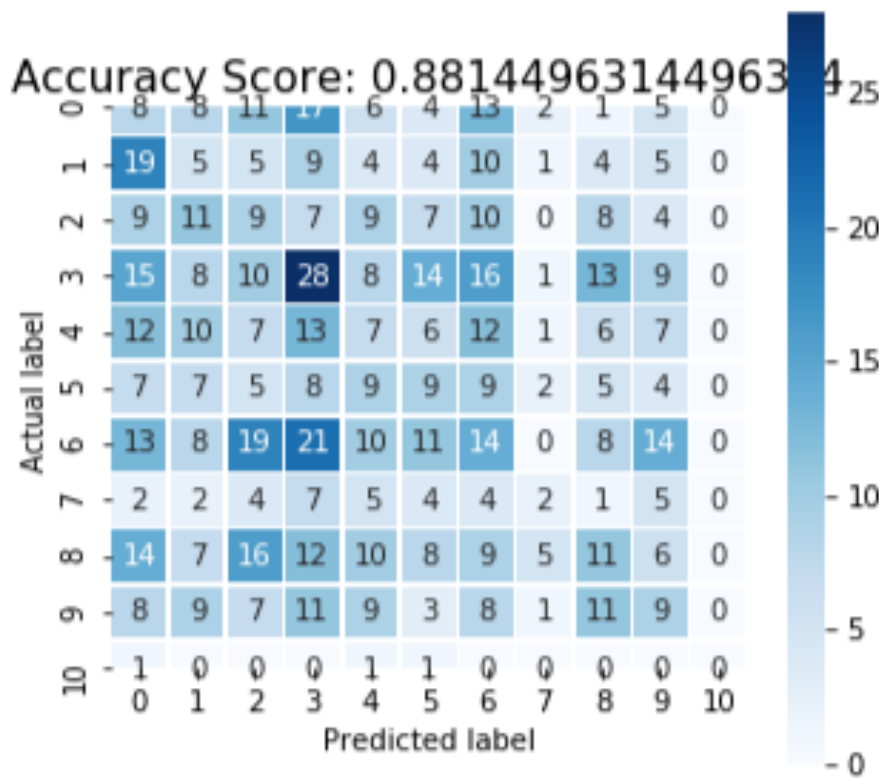 Accuracy Score: 0.8814496314496314
0 8 8 11 17 6 4 13 2 1 5 0
1 19 5 5 9 4 4 10 1 4 5 0
2 9 11 9 7 9 7 10 0 8 4 0
3 15 8 10 28 8 14 16 1 13 9 0
4 12 10 7 13 7 6 12 1 6 7 0
5 7 7 5 8 9 9 9 2 5 4 0
6 13 8 19 21 10 11 14 0 8 14 0
7 2 2 4 7 5 4 4 2 1 5 0
8 14 7 16 12 10 8 9 5 11 6 0
9 8 9 7 11 9 3 8 1 11 9 0
10 1 0 0 0 1 1 0 0 0 0 0
0 1 2 3 4 5 6 7 8 9 10
Predicted label
Actual label
25
20
15
10
5
0